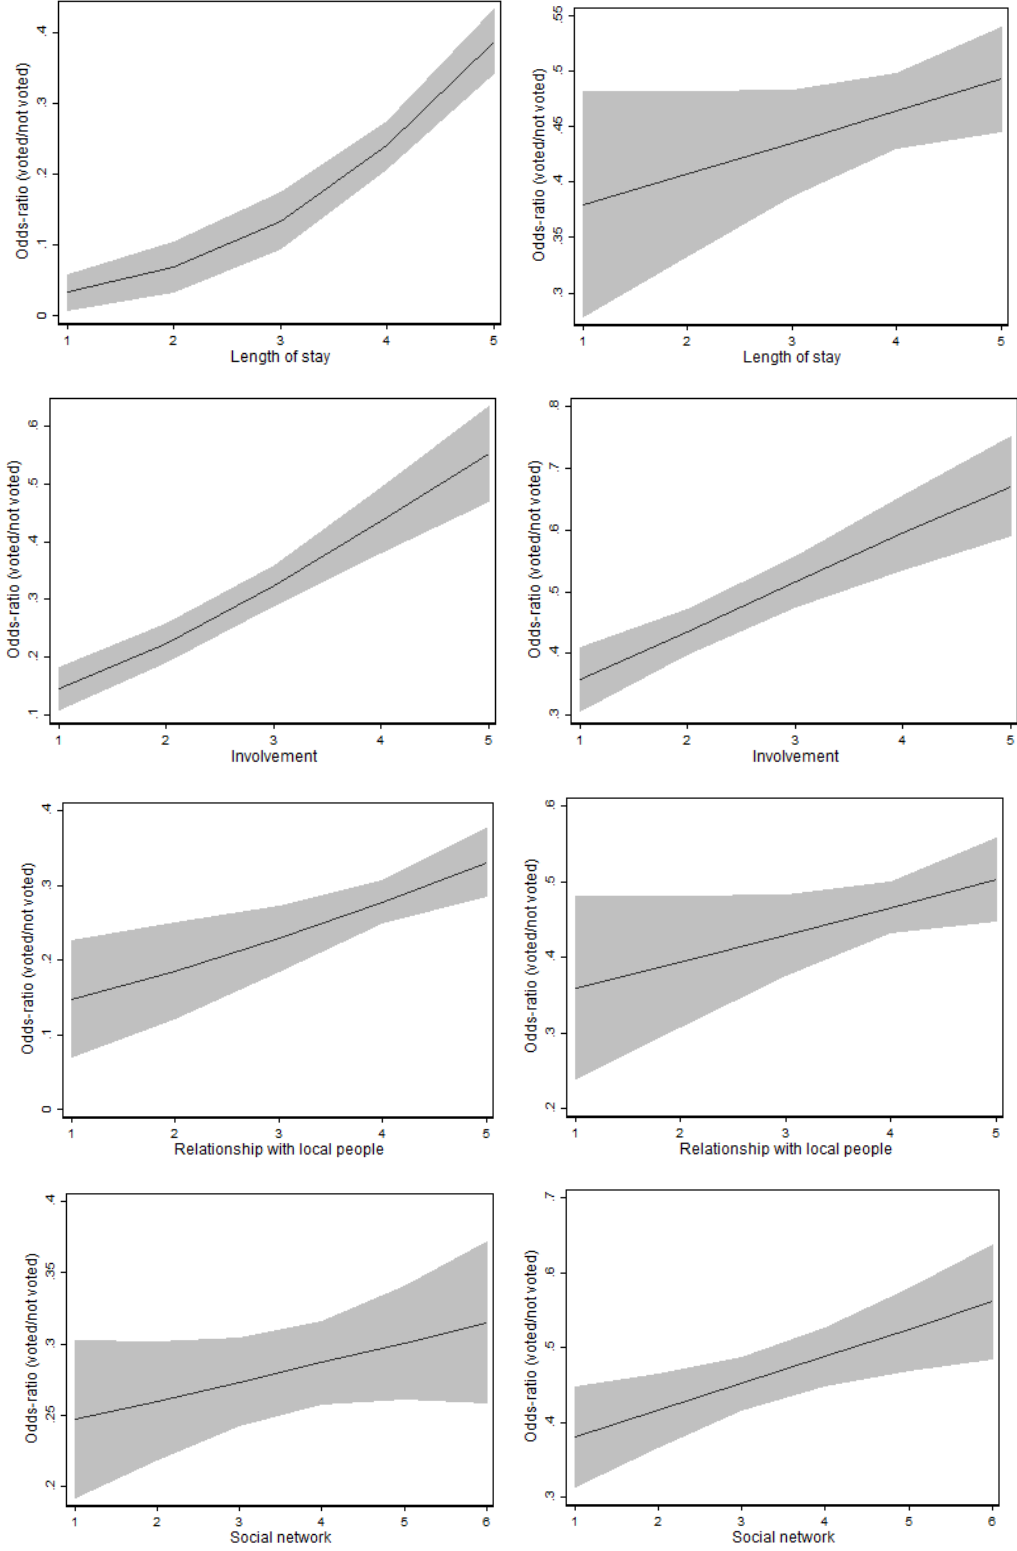 Odds-ratio (voted/not voted)
.4
.3
.2
.1
0
1 2 3 4 5
Length of stay
Odds-ratio (voted/not voted)
.55
.5
.45
.4
.35
.3
1 2 3 4 5
Length of stay
Odds-ratio (voted/not voted)
.6
.5
.4
.3
.2
.1
1 2 3 4 5
Involvement
Odds-ratio (voted/not voted)
.8
.7
.6
.5
.4
.3
1 2 3 4 5
Involvement
Odds-ratio (voted/not voted)
.4
.3
.2
.1
0
1 2 3 4 5
Relationship with local people
Odds-ratio (voted/not voted)
.6
.5
.4
.3
.2
1 2 3 4 5
Relationship with local people
Odds-ratio (voted/not voted)
.4
.35
.3
.25
.2
1 2 3 4 5 6
Social network
Odds-ratio (voted/not voted)
.7
.6
.5
.4
.3
1 2 3 4 5 6
Social network